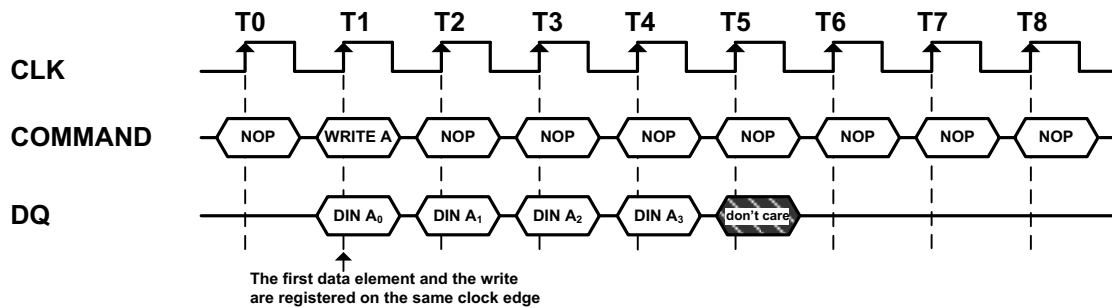 T0 T1 T2 T3 T4 T5 T6 T7 T8
CLK
COMMAND NOP WRITE A NOP NOP NOP NOP NOP NOP NOP
DQ DIN A0 DIN A1 DIN A2 DIN A3 don't care
The first data element and the write
are registered on the same clock edge